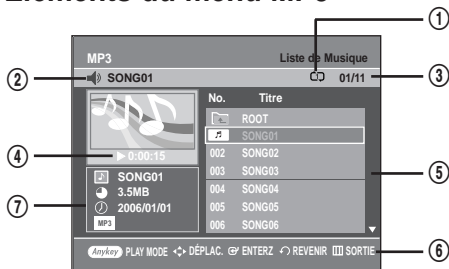 Éléments du menu MP3
①
MP3 Liste de Musique
② SONG01 01/11 ③
No. Titre
ROOT
SONG01
④ 0:00:15
002 SONG02
003 SONG03 ⑤
SONG01
004 SONG04
⑦ 3.5MB
005 SONG05
2006/01/01
MP3
006 SONG06
Anykey PLAY MODE DÉPLAC. ENTERZ REVENIR SORTIE ⑥